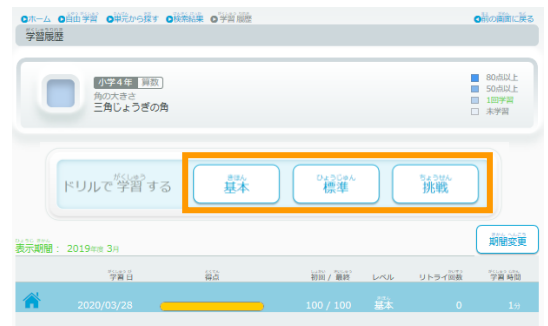 ホーム 自由学習 単元から探す 検索結果 学習履歴 前の画面に戻る
学習履歴
小学4年 算数
角の大きさ
三角じょうぎの角
80点以上
50点以上
1回学習
未学習
ドリルで学習する 基本 標準 挑戦
表示期間： 2019年度 3月 期間変更
学習日 得点 初回 / 最終 レベル リトライ回数 学習時間
2020/03/28 100 / 100 基本 0 1分